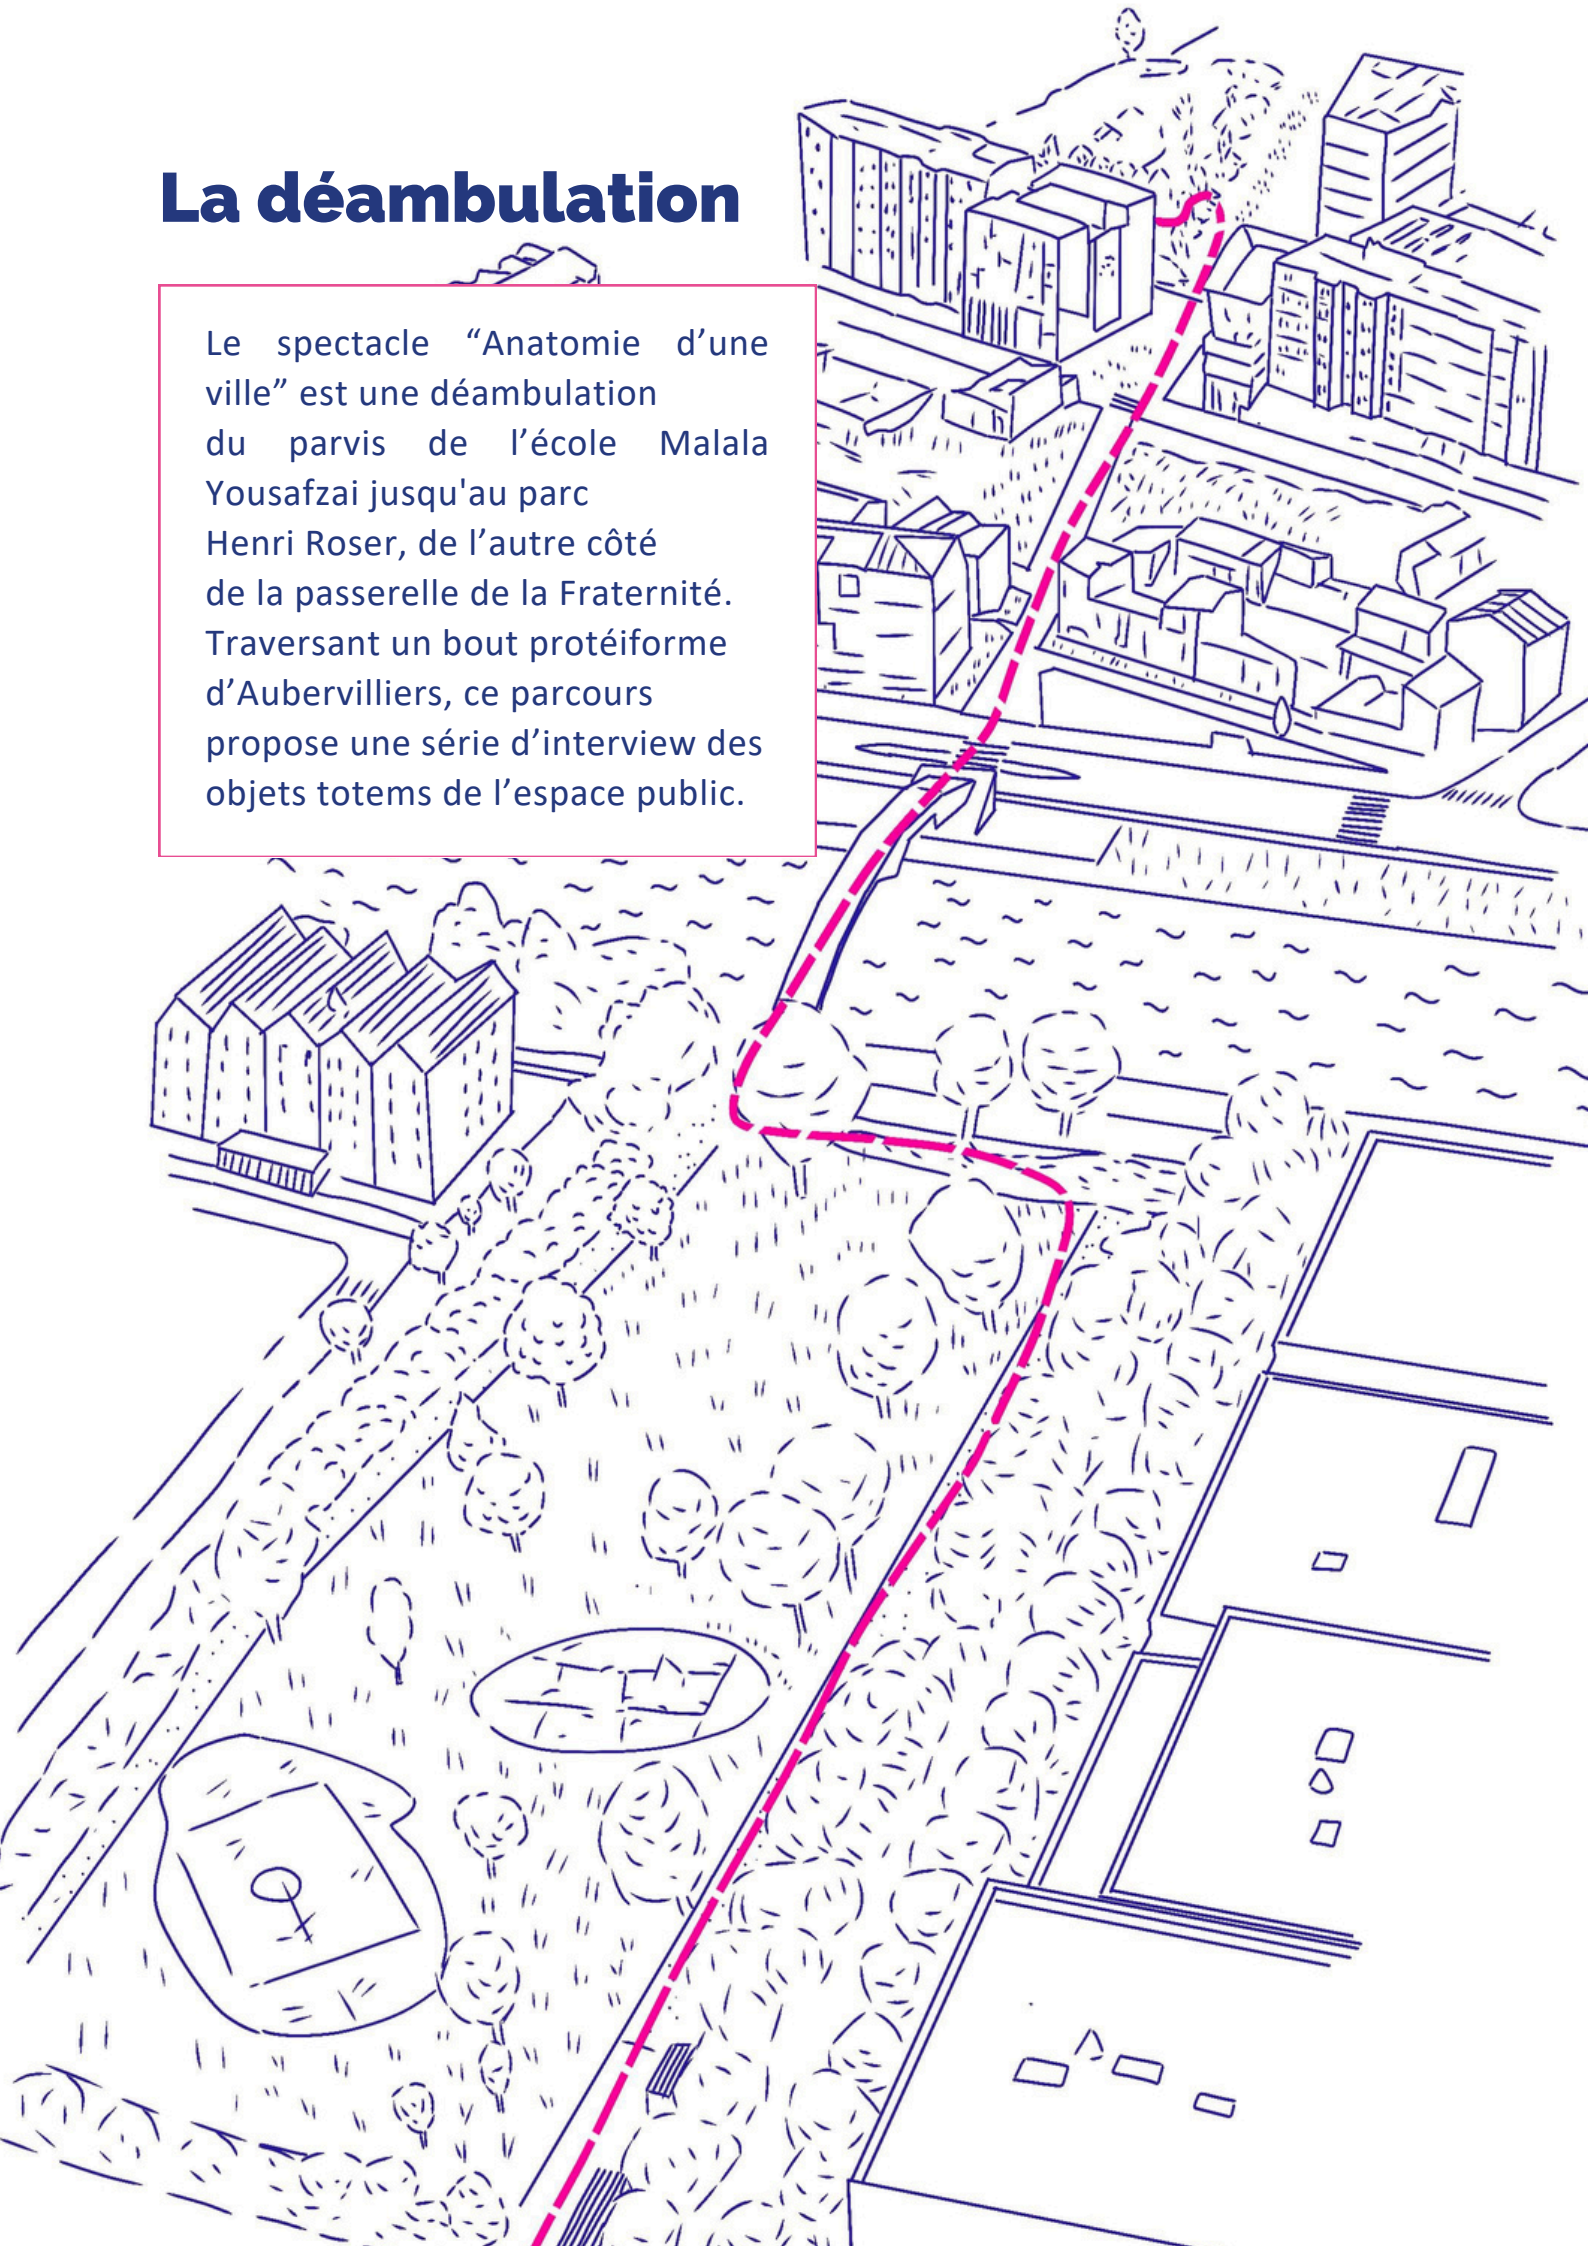 La déambulation
Le spectacle “Anatomie d’une
ville” est une déambulation
du parvis de l’école Malala
Yousafzai jusqu'au parc
Henri Roser, de l’autre côté
de la passerelle de la Fraternité.
Traversant un bout protéiforme
d’Aubervilliers, ce parcours
propose une série d’interview des
objets totems de l’espace public.